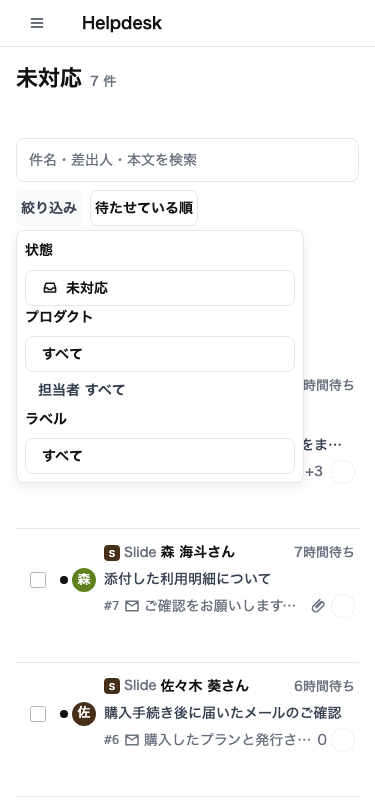 Helpdesk
未対応 7 件
件名・差出人・本文を検索
絞り込み 待たせている順
状態
未対応
プロダクト
すべて
時間待ち
担当者 すべて
ラベル
をま…
すべて
+3
S Slide 森 海斗さん 7時間待ち
森 添付した利用明細について
#7 ご確認をお願いします…
S Slide 佐々木 葵さん 6時間待ち
佐 購入手続き後に届いたメールのご確認
#6 購入したプランと発行さ… 0